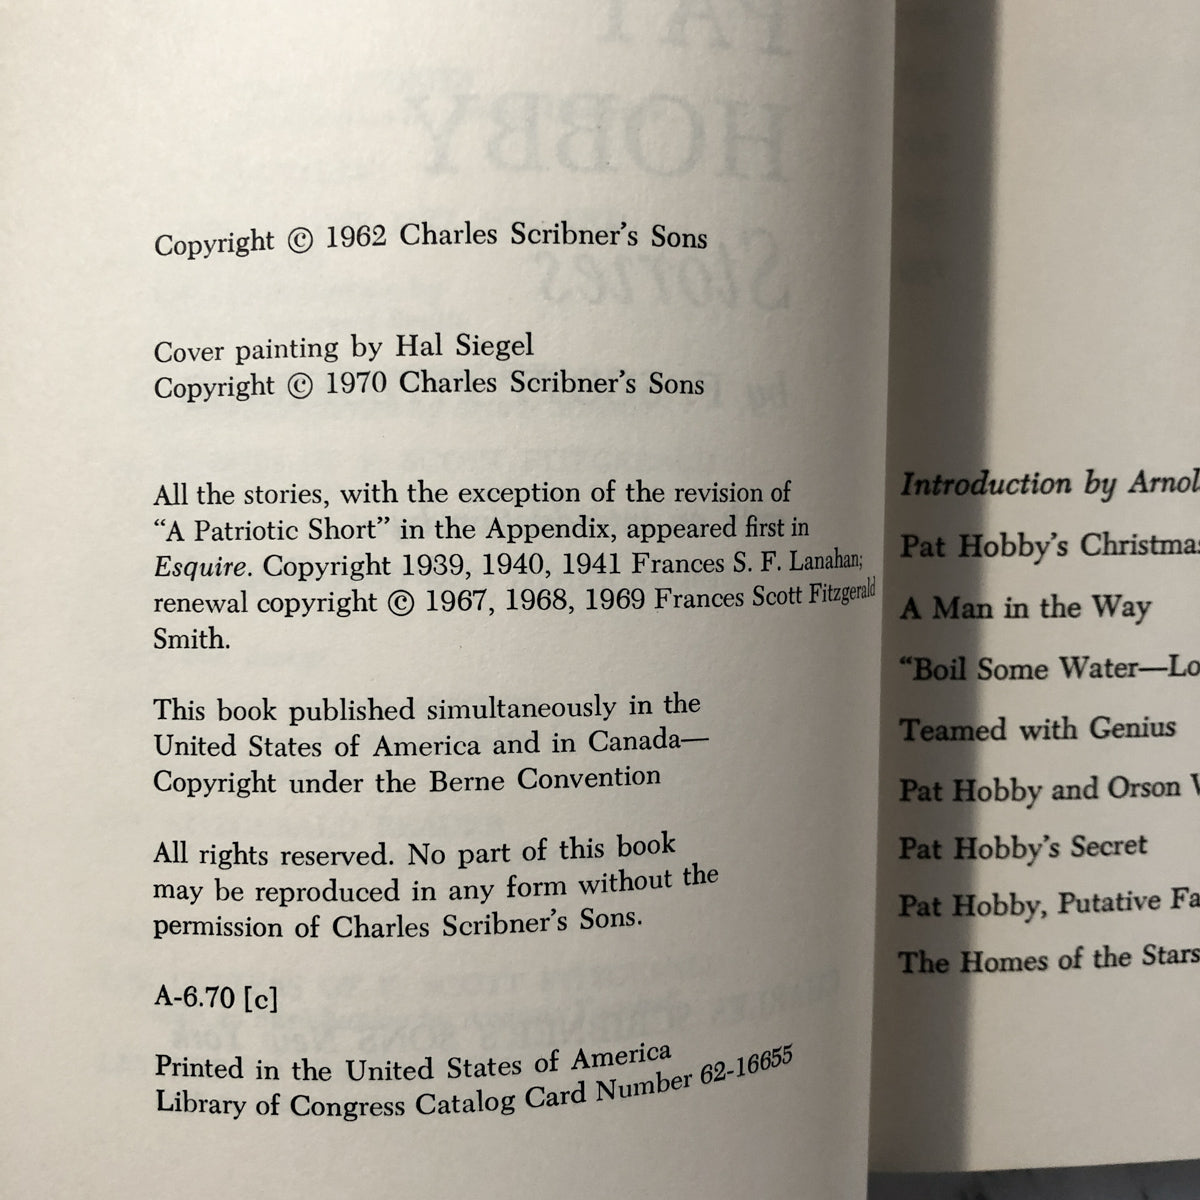 Copyright © 1962 Charles Scribner's Sons
Cover painting by Hal Siegel
Copyright © 1970 Charles Scribner's Sons
All the stories, with the exception of the revision of
“A Patriotic Short” in the Appendix, appeared first in
Esquire. Copyright 1939, 1940, 1941 Frances S. F. Lanahan;
renewal copyright © 1967, 1968, 1969 Frances Scott Fitzgerald
Smith.
This book published simultaneously in the
United States of America and in Canada—
Copyright under the Berne Convention
All rights reserved. No part of this book
may be reproduced in any form without the
permission of Charles Scribner's Sons.
A-6.70 [c]
Printed in the United States of America
Library of Congress Catalog Card Number 62-16655
Introduction by Arnol
Pat Hobby's Christmas
A Man in the Way
“Boil Some Water—Lo
Teamed with Genius
Pat Hobby and Orson
Pat Hobby's Secret
Pat Hobby, Putative Fa
The Homes of the Stars